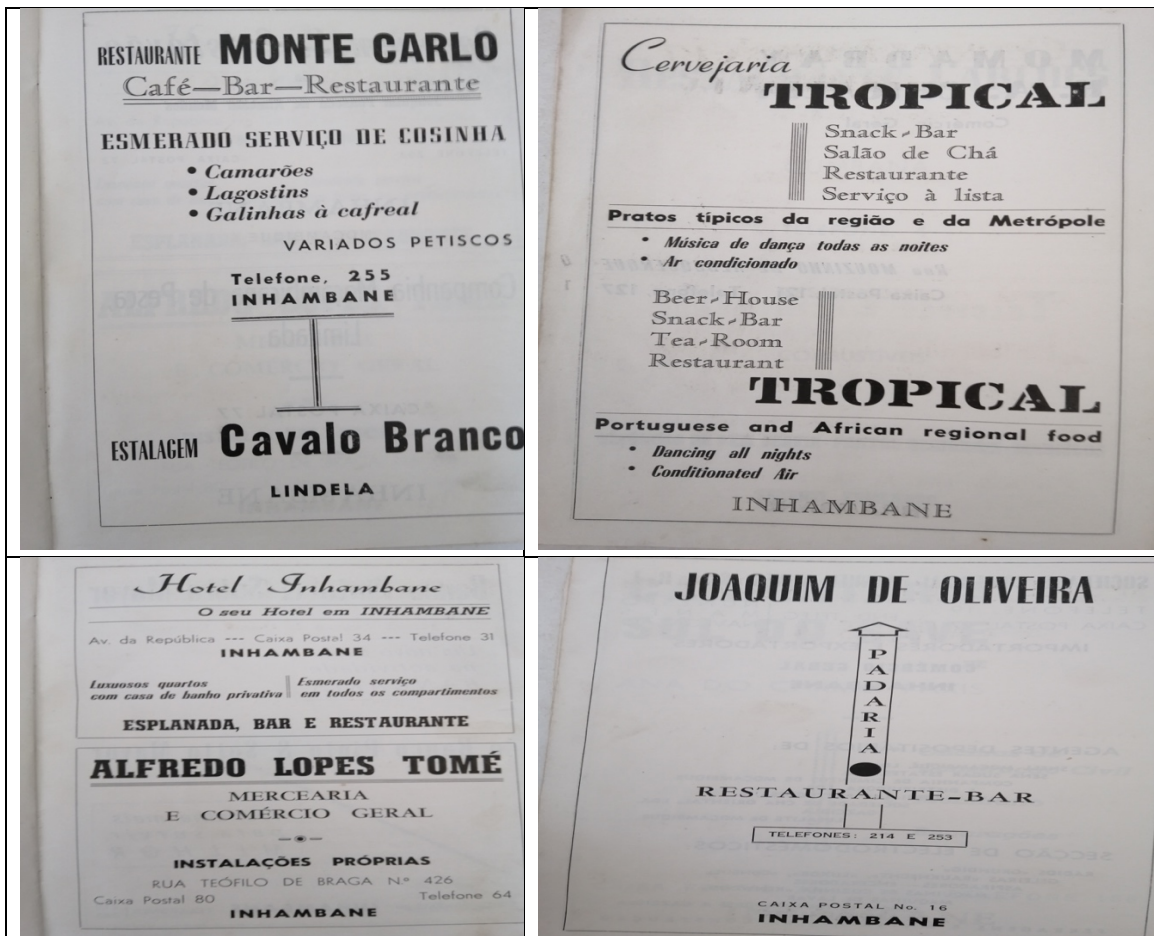 RESTAURANTE MONTE CARLO
Café—Bar—Restaurante
ESMERADO SERVIÇO DE COSINHA
• Camarões
• Lagostins
• Galinhas à cafreal
VARIADOS PETISCOS
Telefone, 255
INHAMBANE
ESTALAGEM Cavalo Branco
LINDELA
Cervejaria
TROPICAL
Snack-Bar
Salão de Chá
Restaurante
Serviço à lista
Pratos típicos da região e da Metrópole
• Música de dança todas as noites
• Ar condicionado
Beer-House
Snack-Bar
Tea-Room
Restaurant
TROPICAL
Portuguese and African regional food
• Dancing all nights
• Conditionated Air
INHAMBANE
Hotel Inhambane
O seu Hotel em INHAMBANE
Av. da República --- Caixa Postal 34 --- Telefone 31
INHAMBANE
Luxuosos quartos
com casa de banho privativa
Esmerado serviço
em todos os compartimentos
ESPLANADA, BAR E RESTAURANTE
ALFREDO LOPES TOMÉ
MERCEARIA
E COMÉRCIO GERAL
INSTALAÇÕES PRÓPRIAS
RUA TEÓFILO DE BRAGA N.º 426
Caixa Postal 80 Telefone 64
INHAMBANE
JOAQUIM DE OLIVEIRA
PADARIA
RESTAURANTE-BAR
TELEFONES: 214 E 253
CAIXA POSTAL No. 16
INHAMBANE